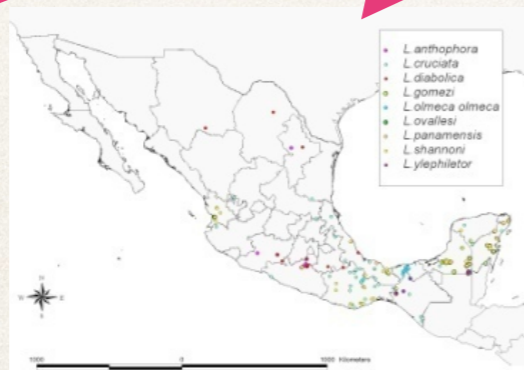 L.anthophora
L.cruciata
L.diabolica
L.gomezi
L.olmeca olmeca
L.ovallesi
L.panamensis
L.shannoni
L.ylephiletor
1000 0 1000 Kilometers